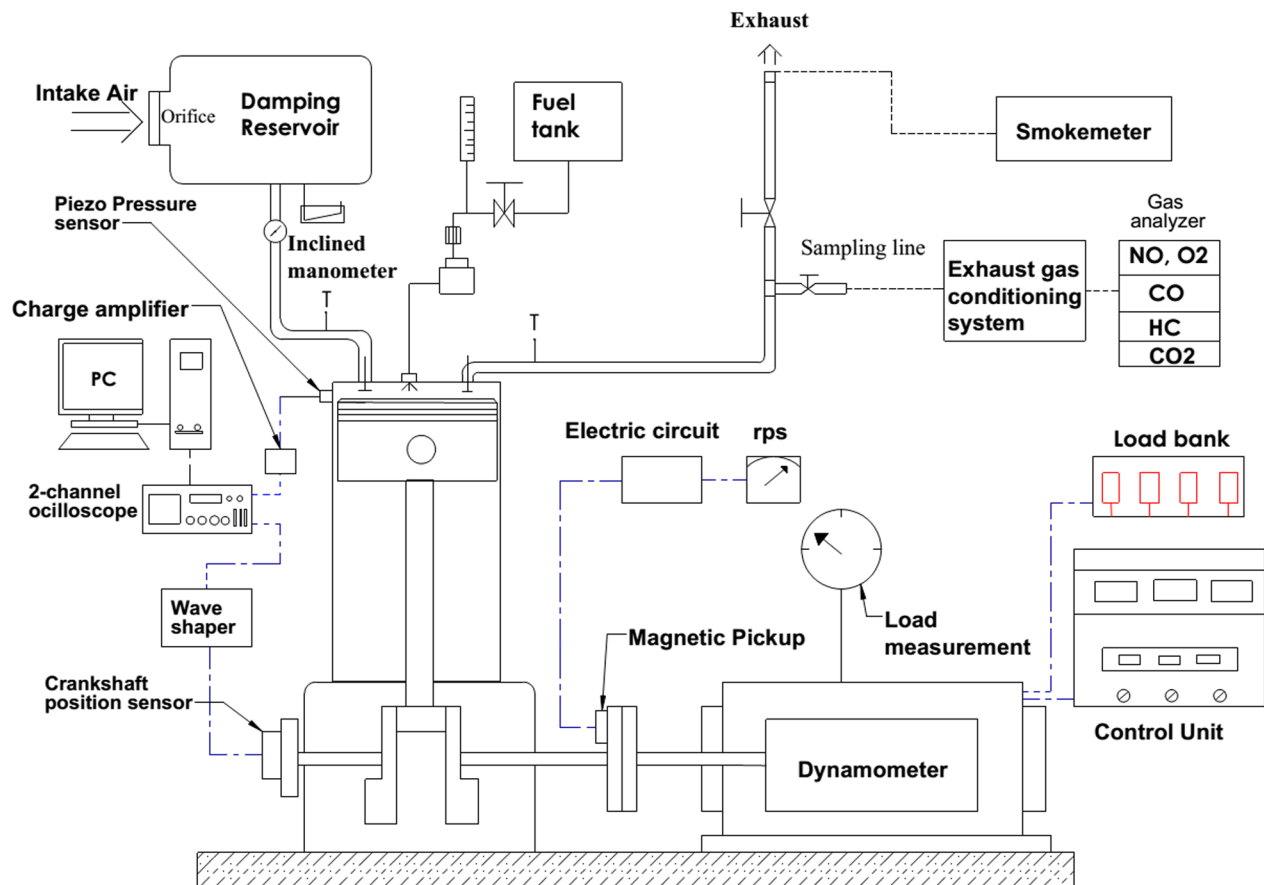 Exhaust
Intake Air
Orifice
Damping
Reservoir
Fuel
tank
Smokemeter
Piezo Pressure
sensor
Inclined
manometer
Gas
analyzer
Sampling line
Exhaust gas
conditioning
system
NO, O2
CO
HC
CO2
Charge amplifier
T
T
PC
Electric circuit
rps
Load bank
2-channel
ocilloscope
Wave
shaper
Magnetic Pickup
Load
measurement
Crankshaft
position sensor
Control Unit
Dynamometer